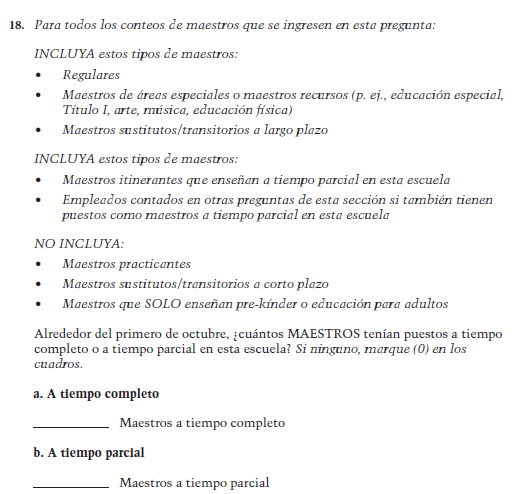 18. Para todos los conteos de maestros que se ingresen en esta pregunta:
INCLUYA estos tipos de maestros:
• Regulares
• Maestros de áreas especiales o maestros recursos (p. ej., educación especial,
Título I, arte, música, educación física)
• Maestros sustitutos/transitorios a largo plazo
INCLUYA estos tipos de maestros:
• Maestros itinerantes que enseñan a tiempo parcial en esta escuela
• Empleados contados en otras preguntas de esta sección si también tienen
puestos como maestros a tiempo parcial en esta escuela
NO INCLUYA:
• Maestros practicantes
• Maestros sustitutos/transitorios a corto plazo
• Maestros que SOLO enseñan pre-kínder o educación para adultos
Alrededor del primero de octubre, ¿cuántos MAESTROS tenían puestos a tiempo
completo o a tiempo parcial en esta escuela? Si ninguno, marque (0) en los
cuadros.
a. A tiempo completo
Maestros a tiempo completo
b. A tiempo parcial
Maestros a tiempo parcial